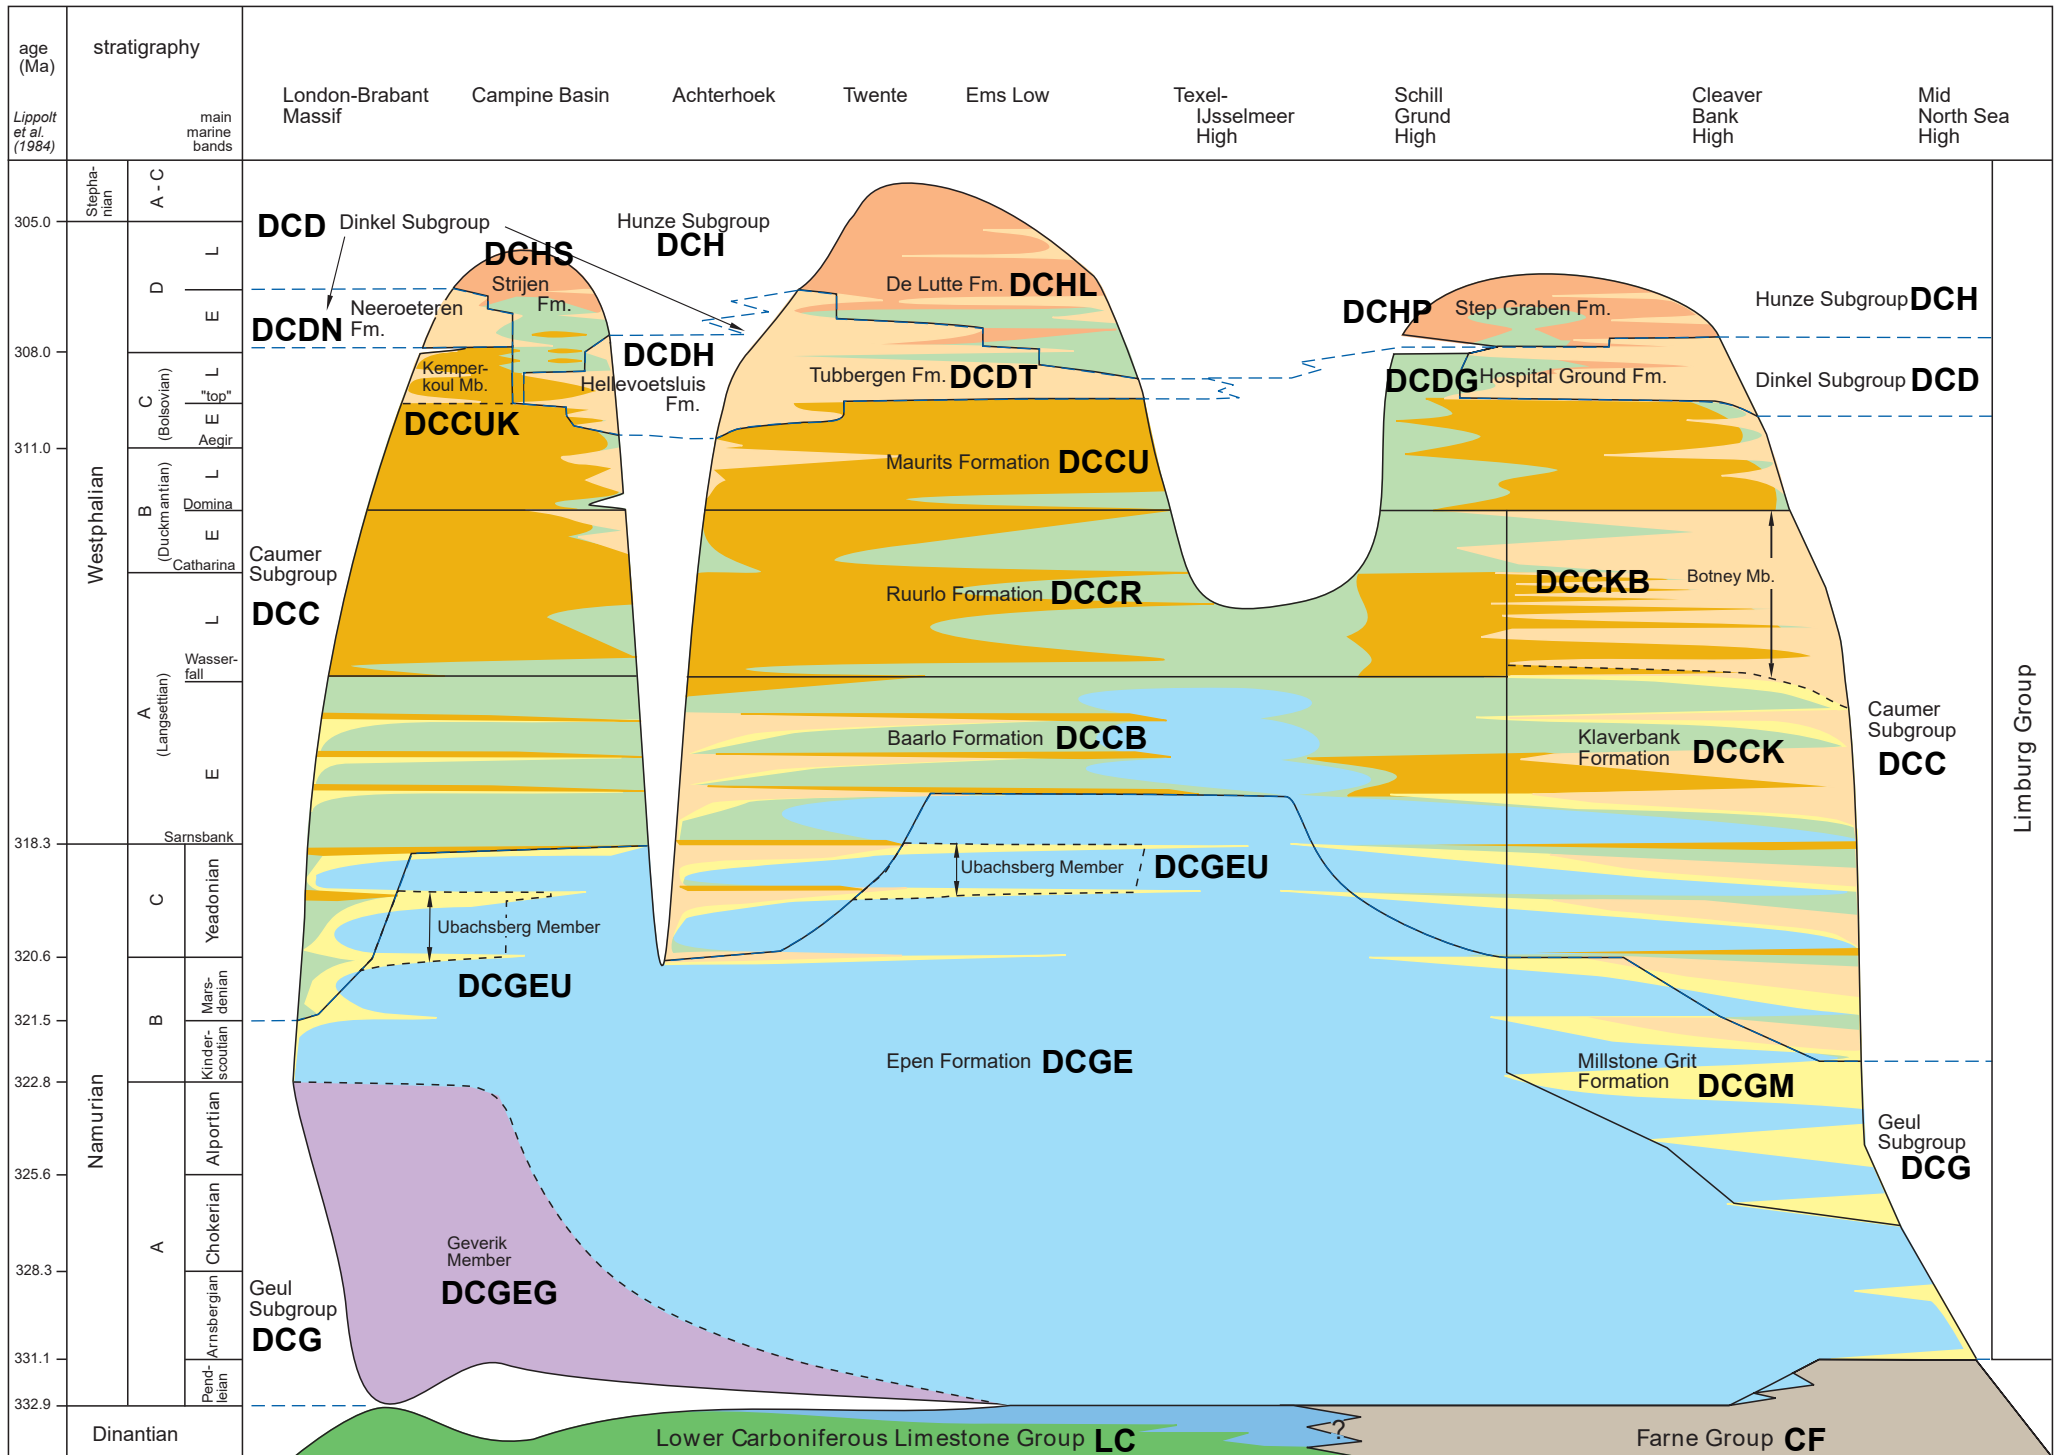 age
(Ma)
Lippolt
et al.
(1984)
stratigraphy
main
marine
bands
London-Brabant
Massif
Campine Basin
Achterhoek
Twente
Ems Low
Texel-
IJsselmeer
High
Schill
Grund
High
Cleaver
Bank
High
Mid
North Sea
High
305.0
308.0
311.0
318.3
320.6
321.5
322.8
325.6
328.3
331.1
332.9
Stepha-
nian
A - C
Westphalian
D
L
E
C
(Bolsovian)
L
"top"
E
Aegir
B
(Duckmantian)
L
Domina
E
Catharina
A
(Langsettian)
L
Wasser-
fall
E
Sarnsbank
Namurian
C
Yeadonian
B
Mars-
denian
Kinder-
scoutian
A
Alportian
Chokerian
Arnsbergian
Pend-
leian
Dinantian
DCD Dinkel Subgroup
DCHS
Strijen
Fm.
Hunze Subgroup
DCH
Neeroeteren
Fm.
DCDN
Kemper-
koul Mb.
DCCUK
DCDH
Hellevoetsluis
Fm.
De Lutte Fm. DCHL
Tubbergen Fm. DCDT
DCHP Step Graben Fm.
Hunze Subgroup DCH
DCDG Hospital Ground Fm.
Dinkel Subgroup DCD
Maurits Formation DCCU
Caumer
Subgroup
DCC
Ruurlo Formation DCCR
DCCKB
Botney Mb.
Baarlo Formation DCCB
Klaverbank
Formation DCCK
Caumer
Subgroup
DCC
Limburg Group
Ubachsberg Member DCGEU
Ubachsberg Member
DCGEU
Epen Formation DCGE
Millstone Grit
Formation DCGM
Geul
Subgroup
DCG
Geverik
Member
DCGEG
Geul
Subgroup
DCG
Lower Carboniferous Limestone Group LC
?
Farne Group CF